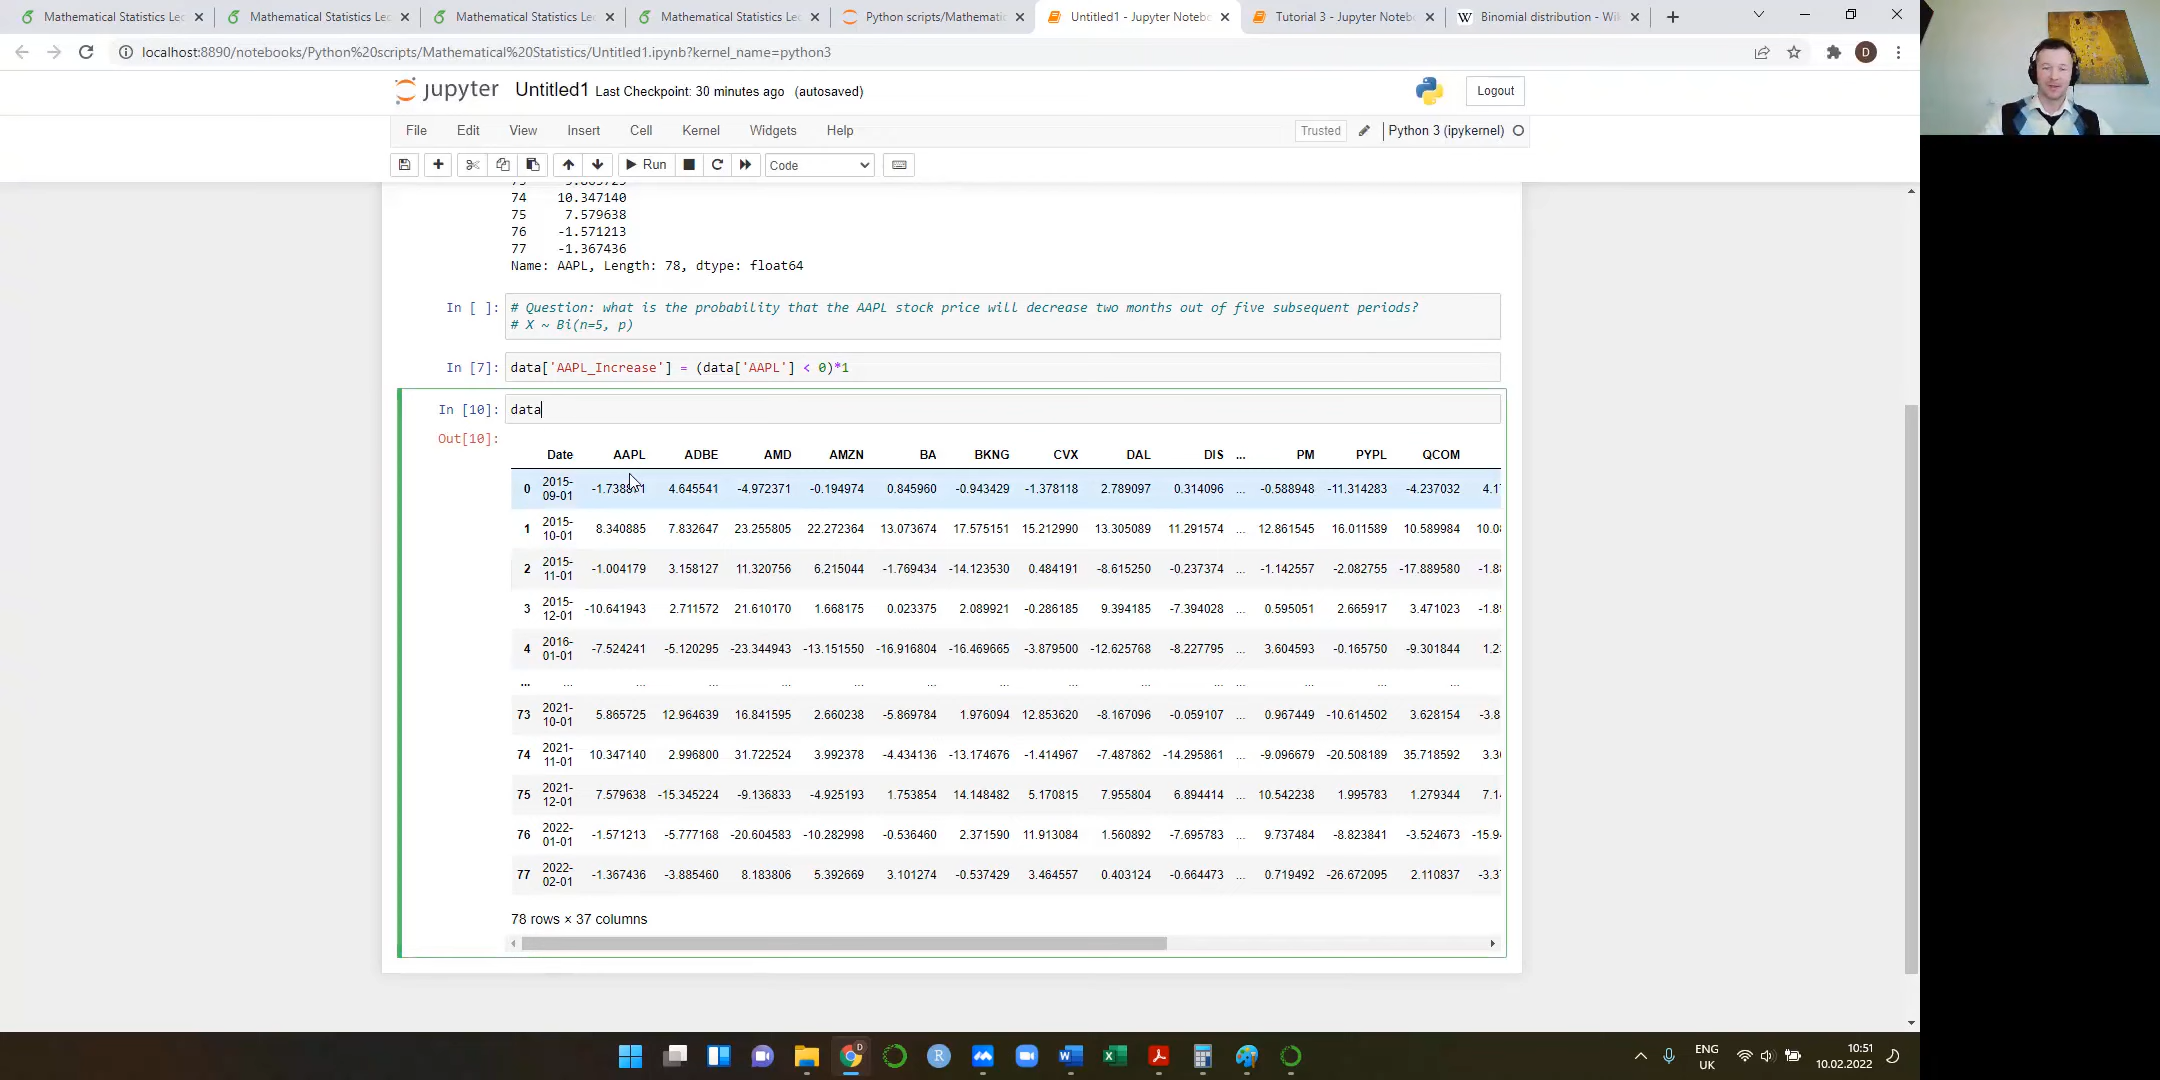 Mathematical Statistics Lec
Mathematical Statistics Lec
Mathematical Statistics Lec
Mathematical Statistics Lec
Python scripts/Mathematic
Untitled1 - Jupyter Notebo
Tutorial 3 - Jupyter Notebo
W Binomial distribution - Wi
localhost:8890/notebooks/Python%20scripts/Mathematical%20Statistics/Untitled1.ipynb?kernel_name=python3
D
jupyter Untitled1 Last Checkpoint: 30 minutes ago (autosaved)
Logout
File Edit View Insert Cell Kernel Widgets Help
Trusted Python 3 (ipykernel)
Run Code
74 10.347140
75 7.579638
76 -1.571213
77 -1.367436
Name: AAPL, Length: 78, dtype: float64
In [ ]: # Question: what is the probability that the AAPL stock price will decrease two months out of five subsequent periods?
# X ~ Bi(n=5, p)
In [7]: data['AAPL_Increase'] = (data['AAPL'] < 0)*1
In [10]: data
Out[10]:
Date AAPL ADBE AMD AMZN BA BKNG CVX DAL DIS ... PM PYPL QCOM
0 2015-09-01 4.645541 -4.972371 -0.194974 0.845960 -0.943429 -1.378118 2.789097 0.314096 ... -0.588948 -11.314283 -4.237032
1 2015-10-01 8.340885 7.832647 23.255805 22.272364 13.073674 17.575151 15.212990 13.305089 11.291574 ... 12.861545 16.011589 10.589984
2 2015-11-01 -1.004179 3.158127 11.320756 6.215044 -1.769434 -14.123530 0.484191 -8.615250 -0.237374 ... -1.142557 -2.082755 -17.889580
3 2015-12-01 -10.641943 2.711572 21.610170 1.668175 0.023375 2.089921 -0.286185 9.394185 -7.394028 ... 0.595051 2.665917 3.471023
4 2016-01-01 -7.524241 -5.120295 -23.344943 -13.151550 -16.916804 -16.469665 -3.879500 -12.625768 -8.227795 ... 3.604593 -0.165750 -9.301844
... ... ... ... ... ... ... ... ... ... ... ... ... ... ...
73 2021-10-01 5.865725 12.964639 16.841595 2.660238 -5.869784 1.976094 12.853620 -8.167096 -0.059107 ... 0.967449 -10.614502 3.628154
74 2021-11-01 10.347140 2.996800 31.722524 3.992378 -4.434136 -13.174676 -1.414967 -7.487862 -14.295861 ... -9.096679 -20.508189 35.718592
75 2021-12-01 7.579638 -15.345224 -9.136833 -4.925193 1.753854 14.148482 5.170815 7.955804 6.894414 ... 10.542238 1.995783 1.279344
76 2022-01-01 -1.571213 -5.777168 -20.604583 -10.282998 -0.536460 2.371590 11.913084 1.560892 -7.695783 ... 9.737484 -8.823841 -3.524673
77 2022-02-01 -1.367436 -3.885460 8.183806 5.392669 3.101274 -0.537429 3.464557 0.403124 -0.664473 ... 0.719492 -26.672095 2.110837
78 rows × 37 columns
ENG
UK
10:51
10.02.2022